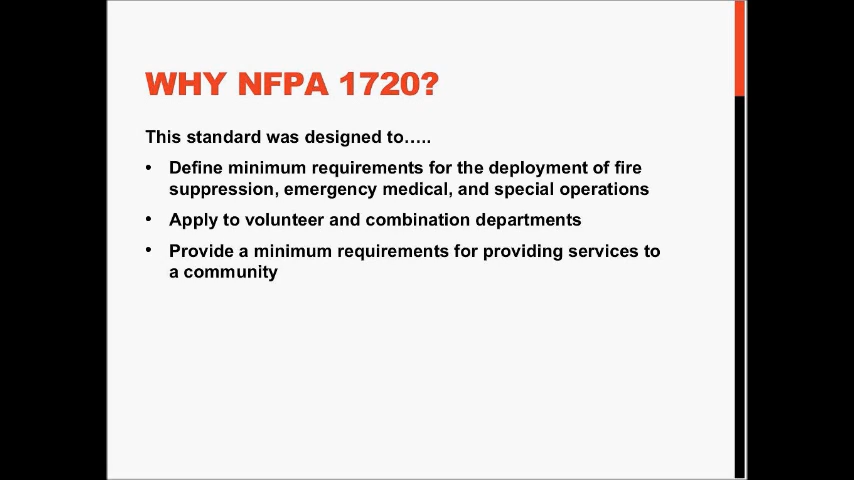 WHY NFPA 1720?
This standard was designed to…..
• Define minimum requirements for the deployment of fire
suppression, emergency medical, and special operations
• Apply to volunteer and combination departments
• Provide a minimum requirements for providing services to
a community